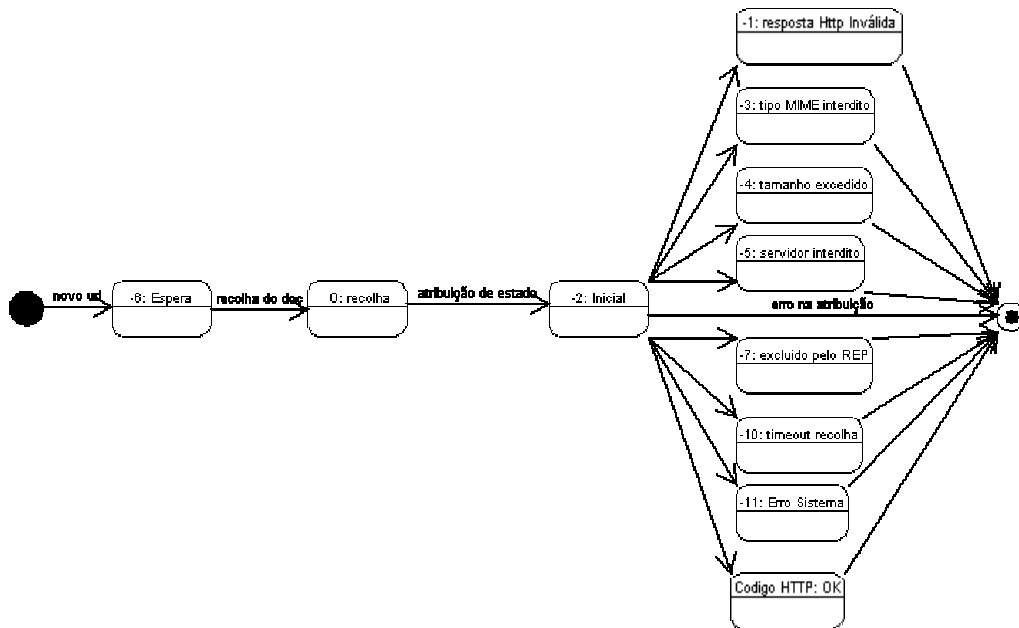 -1: resposta Http Inválida
-3: tipo MIME interdito
-4: tamanho excedido
-5: servidor interdito
novo url
-6: Espera
recolha do doc
0: recolha
atribuição de estado
-2: Inicial
erro na atribuição
-7: excluido pelo REP
-10: timeout recolha
-11: Erro Sistema
Codigo HTTP: OK